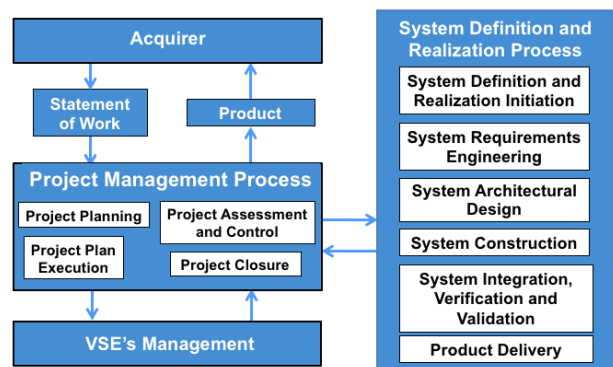 Acquirer
Statement
of Work
Product
Project Management Process
Project Planning
Project Assessment
and Control
Project Plan
Execution
Project Closure
VSE's Management
System Definition and
Realization Process
System Definition and
Realization Initiation
System Requirements
Engineering
System Architectural
Design
System Construction
System Integration,
Verification and
Validation
Product Delivery